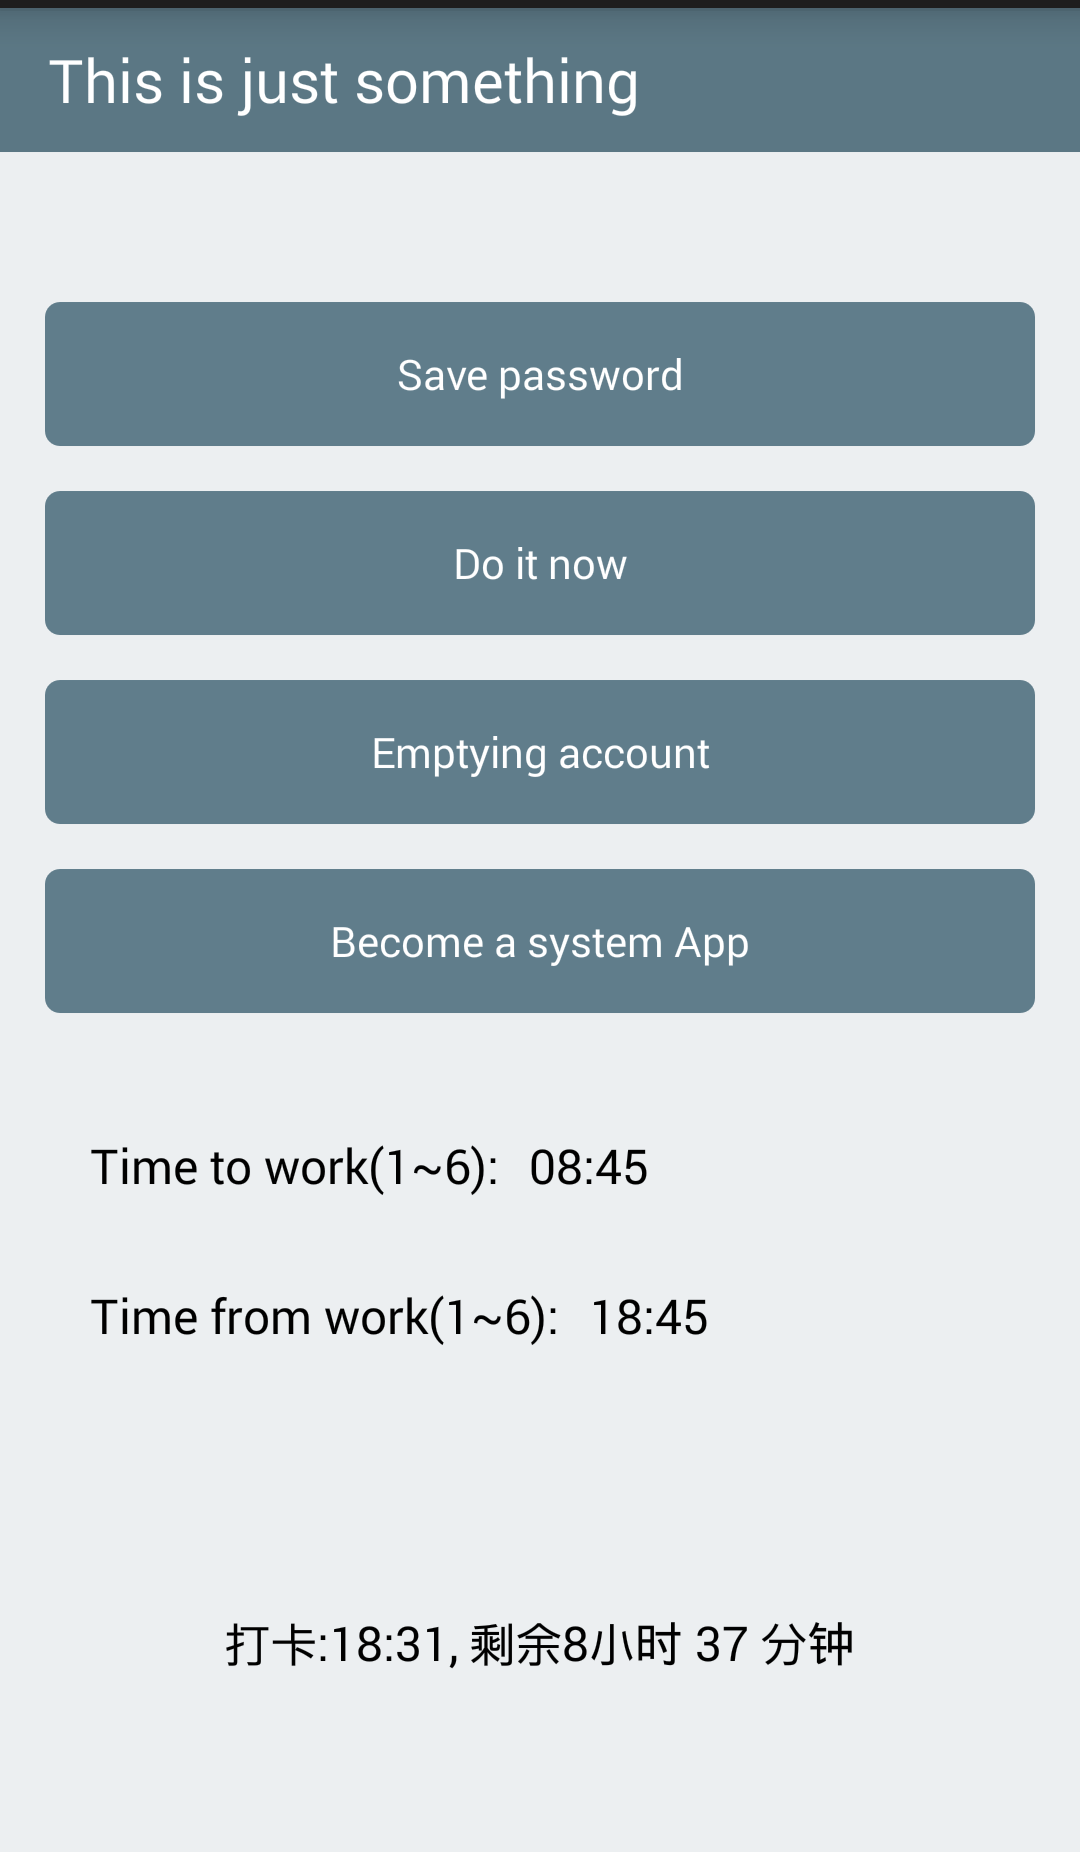 This is just something
Save password
Do it now
Emptying account
Become a system App
Time to work(1~6): 08:45
Time from work(1~6): 18:45
打卡:18:31, 剩余8小时 37 分钟